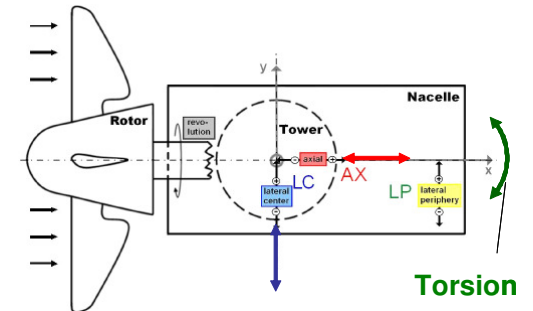 y
Nacelle
Rotor
revo-
lution
Tower
axial
x
LC
AX
LP
lateral
center
lateral
periphery
Torsion